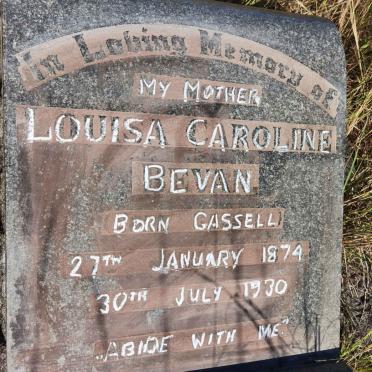 In Loving Memory of
MY MOTHER
LOUISA CAROLINE
BEVAN
BORN GASSELL
27TH JANUARY 1874
30TH JULY 1930
„ABIDE WITH ME"